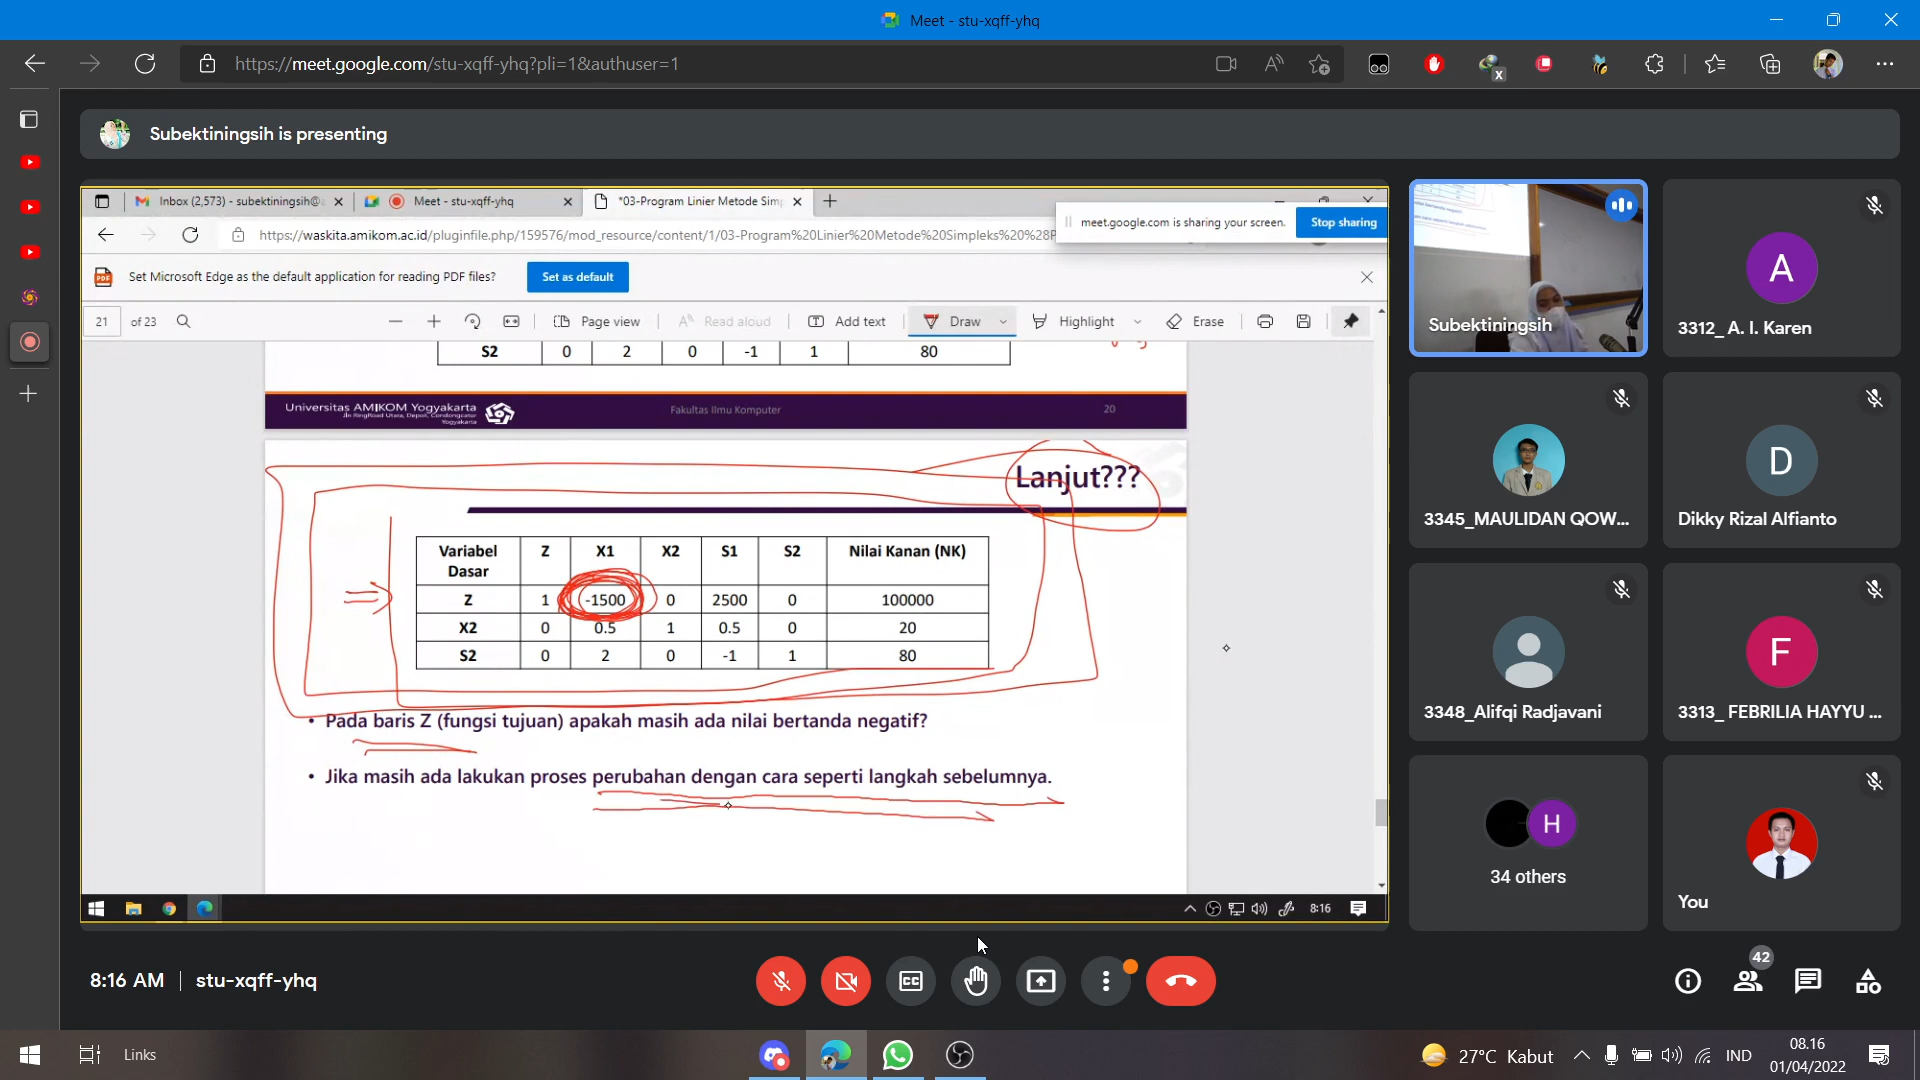 Meet - stu-xqff-yhq
https://meet.google.com/stu-xqff-yhq?pli=1&authuser=1
Subektiningsih is presenting
Inbox (2,573) - subektiningsih@
Meet - stu-xqff-yhq
*03-Program Linier Metode Sim
meet.google.com is sharing your screen.
Stop sharing
https://waskita.amikom.ac.id/pluginfile.php/159576/mod_resource/content/1/03-Program%20Linier%20Metode%20Simpleks%20%28P
Set Microsoft Edge as the default application for reading PDF files?
Set as default
21 of 23
Page view
Read aloud
Add text
Draw
Highlight
Erase
S2 0 2 0 -1 1 80
Universitas AMIKOM Yogyakarta
Fakultas Ilmu Komputer
20
Lanjut???
Variabel Dasar Z X1 X2 S1 S2 Nilai Kanan (NK)
Z 1 -1500 0 2500 0 100000
X2 0 0.5 1 0.5 0 20
S2 0 2 0 -1 1 80
• Pada baris Z (fungsi tujuan) apakah masih ada nilai bertanda negatif?
• Jika masih ada lakukan proses perubahan dengan cara seperti langkah sebelumnya.
8:16
Subektiningsih
A
3312_ A. I. Karen
3345_MAULIDAN QOW...
D
Dikky Rizal Alfianto
3348_Alifqi Radjavani
F
3313_ FEBRILIA HAYYU ...
H
34 others
You
8:16 AM | stu-xqff-yhq
42
Links
27°C Kabut
IND
08.16
01/04/2022